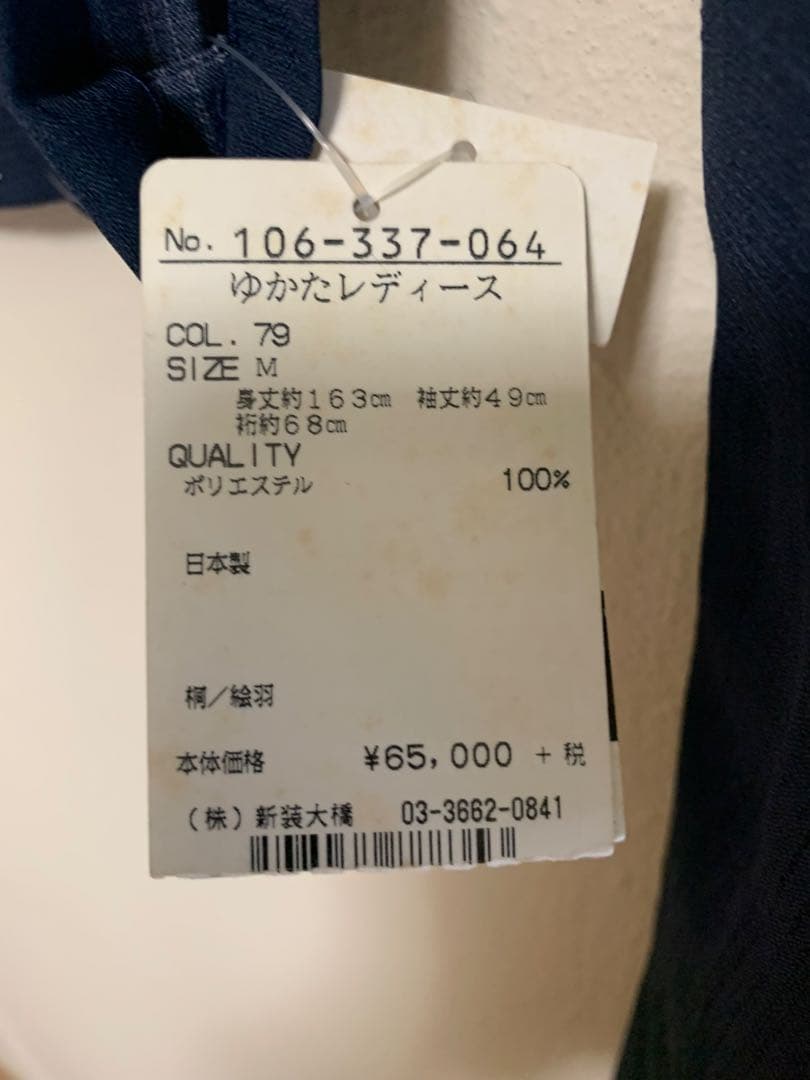 No. 106-337-064
ゆかたレディース
COL. 79
SIZE M
身丈約163㎝ 袖丈約49㎝
裄約68㎝
QUALITY
ポリエステル 100%
日本製
桐／絵羽
本体価格 ¥65,000 + 税
(株)新装大橋 03-3662-0841